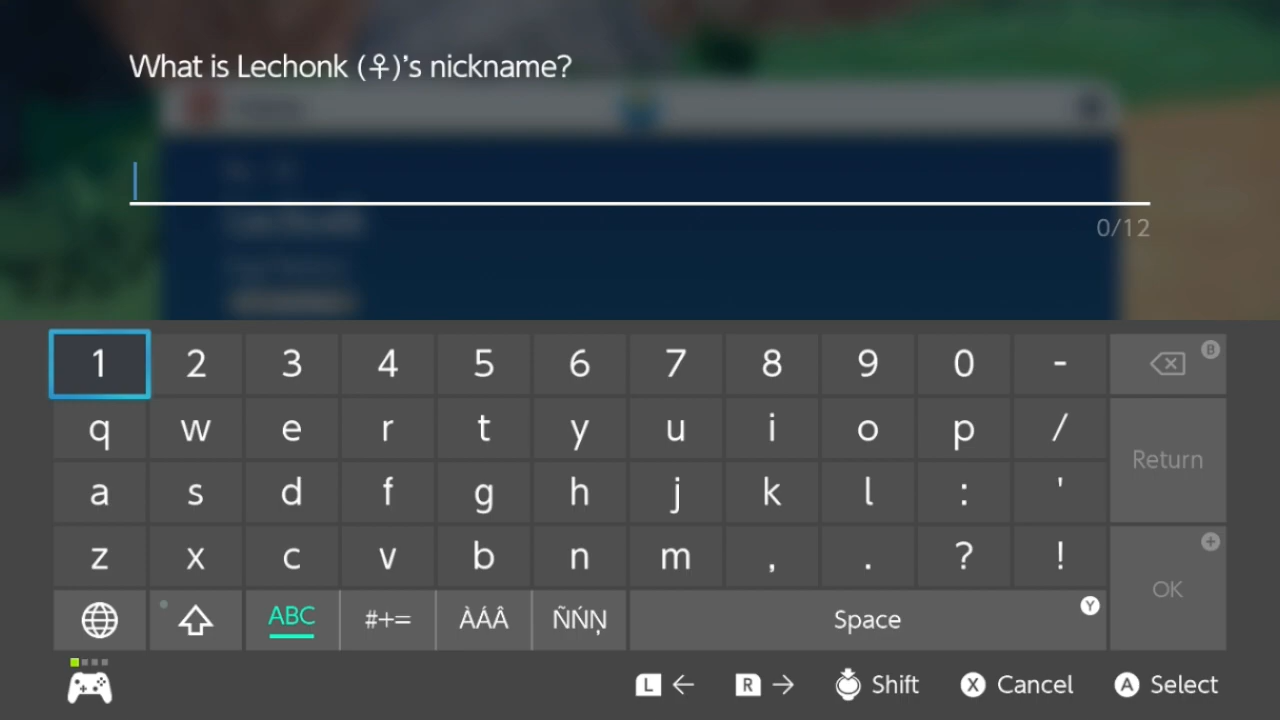 What is Lechonk (♀)'s nickname?
0/12
1 2 3 4 5 6 7 8 9 0 - B
q w e r t y u i o p /
Return
a s d f g h j k l : '
z x c v b n m , . ? ! +
OK
ABC #+= ÀÁÂ ÑŃŅ Space Y
L ← R → Shift X Cancel A Select